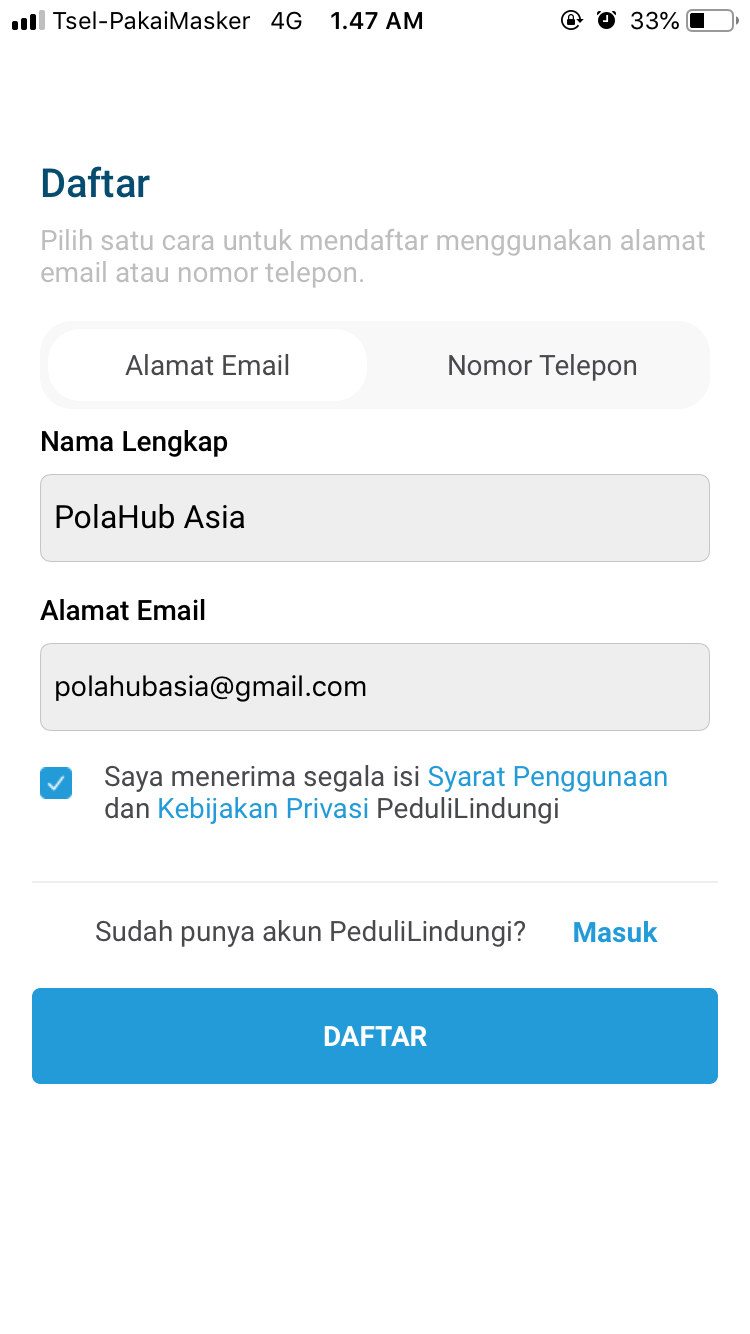 Tsel-PakaiMasker 4G 1.47 AM 33%
Daftar
Pilih satu cara untuk mendaftar menggunakan alamat
email atau nomor telepon.
Alamat Email Nomor Telepon
Nama Lengkap
PolaHub Asia
Alamat Email
polahubasia@gmail.com
Saya menerima segala isi Syarat Penggunaan
dan Kebijakan Privasi PeduliLindungi
Sudah punya akun PeduliLindungi? Masuk
DAFTAR